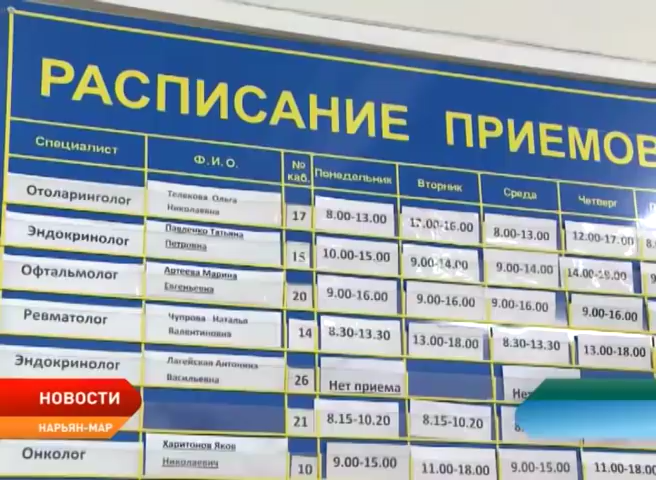 РАСПИСАНИЕ ПРИЕМОВ
Специалист Ф.И.О. № каб. Понедельник Вторник Среда Четверг
Отоларинголог Ольга Николаевна 17 8.00-13.00 12.00-16.00 8.00-13.00 12.00-17.00
Эндокринолог Павленко Татьяна Петровна 15 10.00-15.00 9.00-14.00 9.00-14.00 14.00-19.00
Офтальмолог Артеева Марина Евгеньевна 20 9.00-16.00 9.00-16.00 9.00-16.00 9.00-16.00
Ревматолог Чупрова Наталья Валентиновна 14 8.30-13.30 13.00-18.00 8.30-13.30 13.00-18.00
Эндокринолог Лагейская Антонина Васильевна 26 Нет приема
21 8.15-10.20 8.15-10.20
Онколог Харитонов Яков Николаевич 10 9.00-15.00 11.00-18.00 9.00-15.00 11.00-18.00
НОВОСТИ
НАРЬЯН-МАР